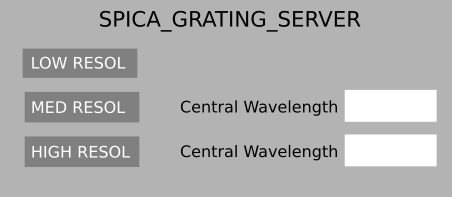 SPICA_GRATING_SERVER
LOW RESOL
MED RESOL Central Wavelength
HIGH RESOL Central Wavelength